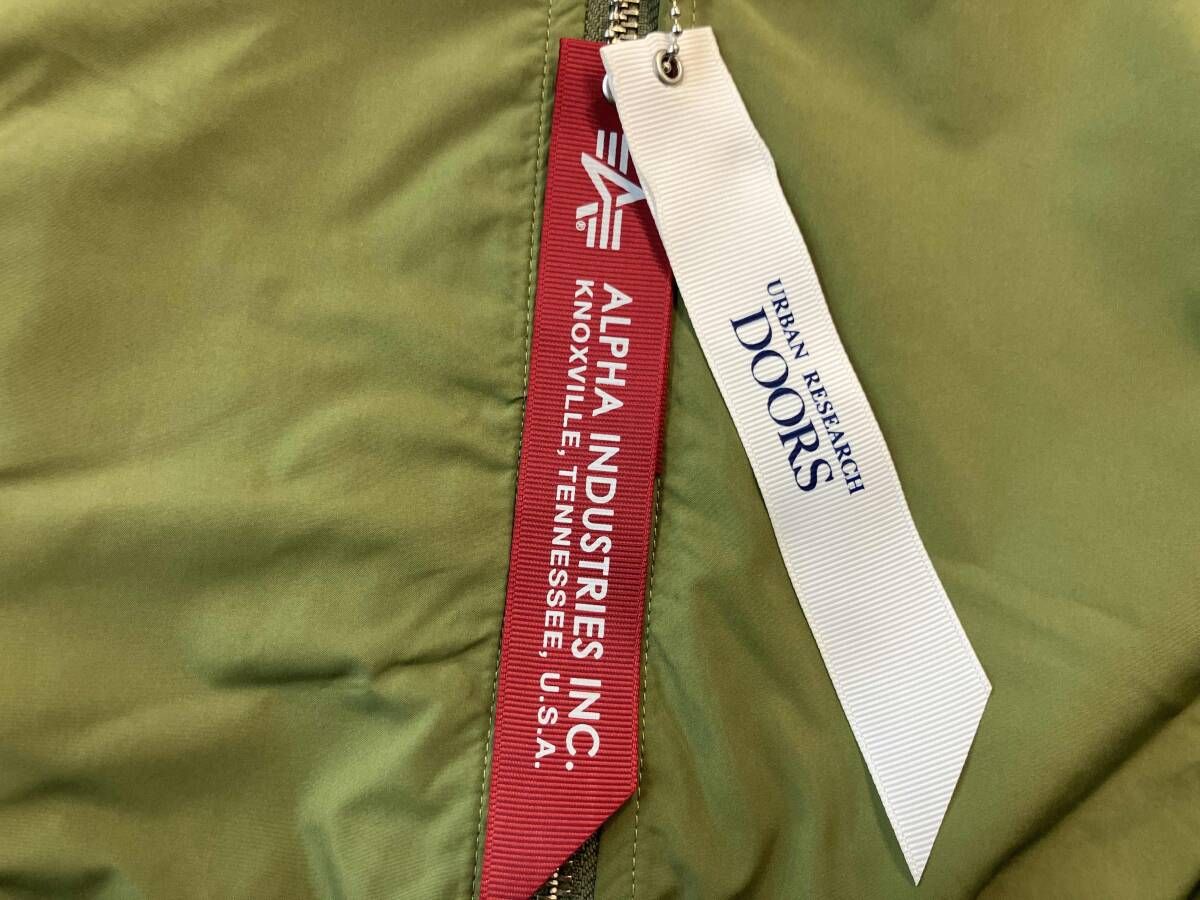 ALPHA INDUSTRIES INC.
KNOXVILLE, TENNESSEE, U.S.A.
®
URBAN RESEARCH
DOORS